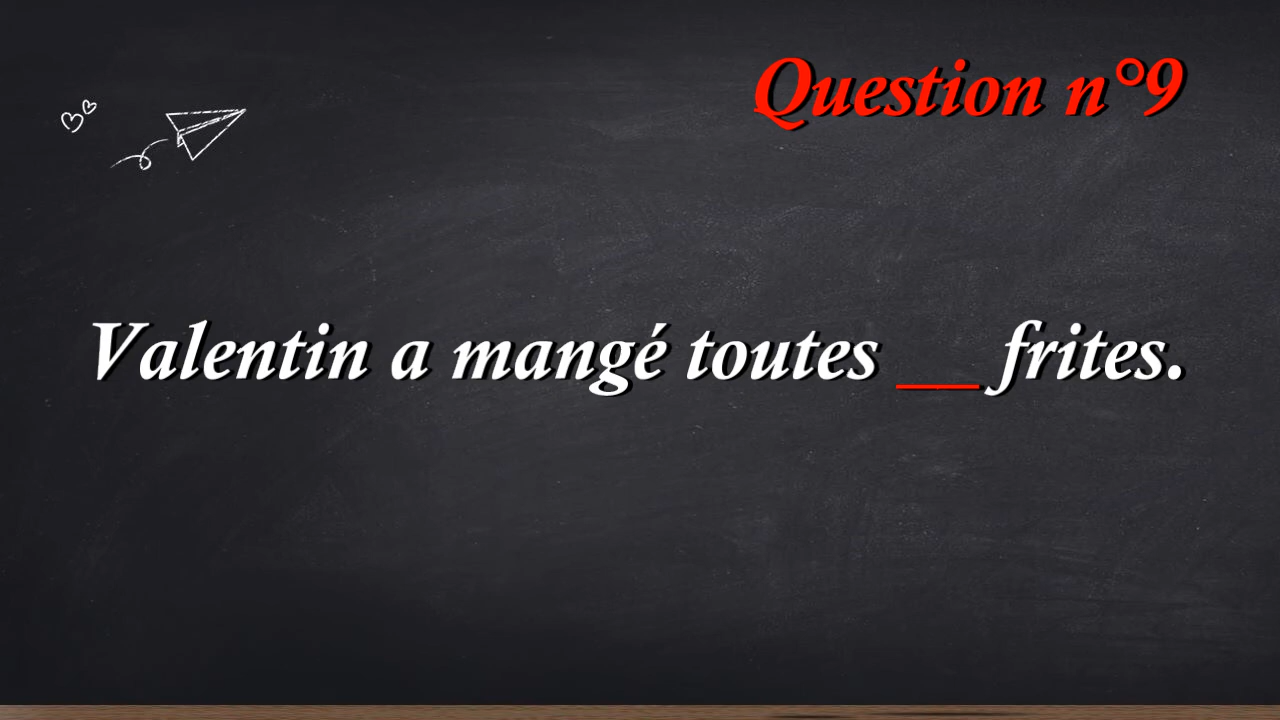 Question n°9
Valentin a mangé toutes __ frites.